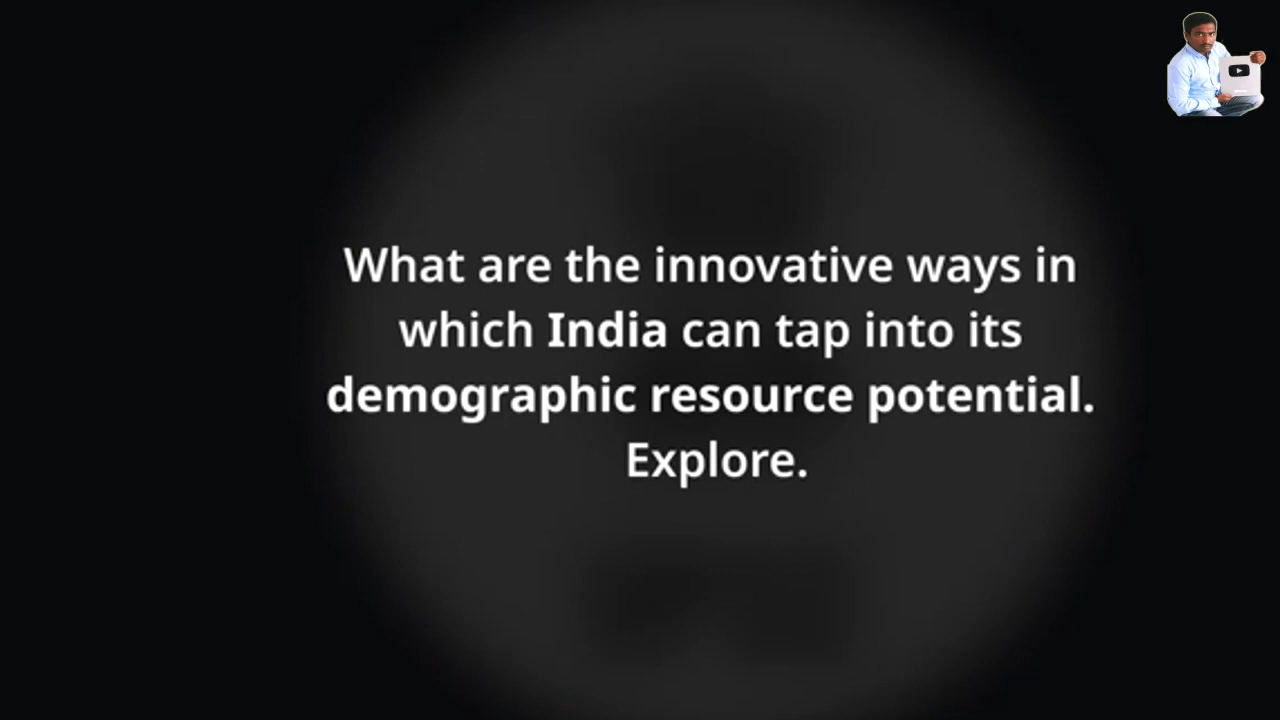 What are the innovative ways in
which India can tap into its
demographic resource potential.
Explore.